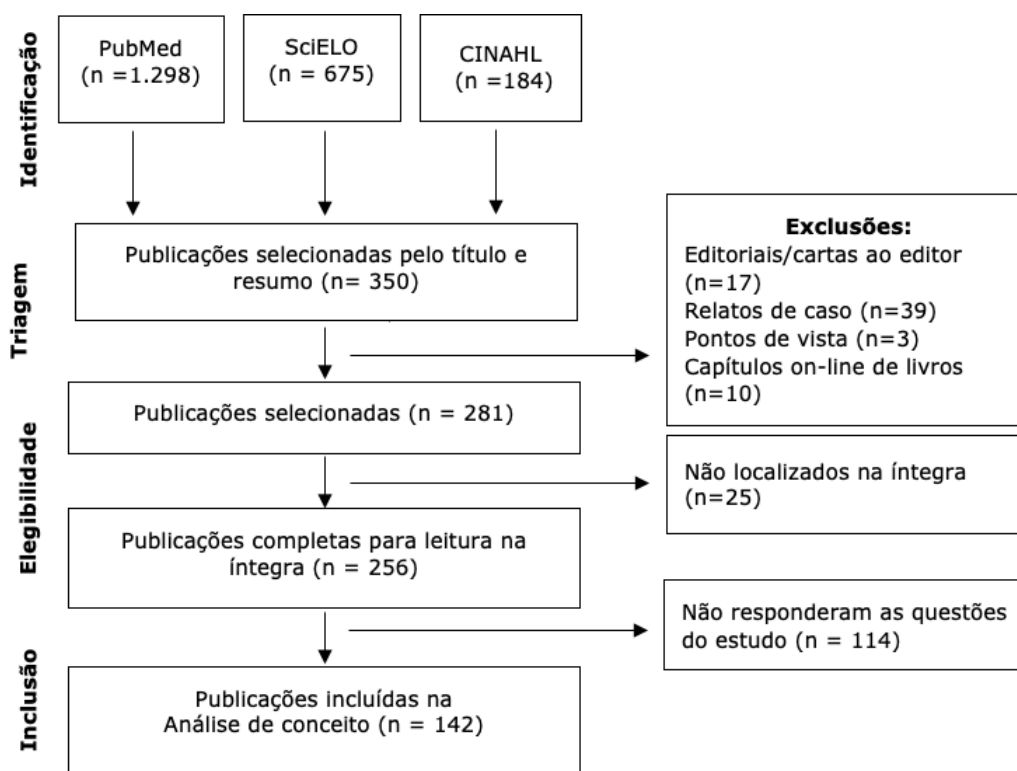 Identificação
PubMed
(n =1.298)
SciELO
(n = 675)
CINAHL
(n =184)
Triagem
Publicações selecionadas pelo título e
resumo (n= 350)
Exclusões:
Editoriais/cartas ao editor
(n=17)
Relatos de caso (n=39)
Pontos de vista (n=3)
Capítulos on-line de livros
(n=10)
Elegibilidade
Publicações selecionadas (n = 281)
Não localizados na íntegra
(n=25)
Publicações completas para leitura na
íntegra (n = 256)
Não responderam as questões
do estudo (n = 114)
Inclusão
Publicações incluídas na
Análise de conceito (n = 142)